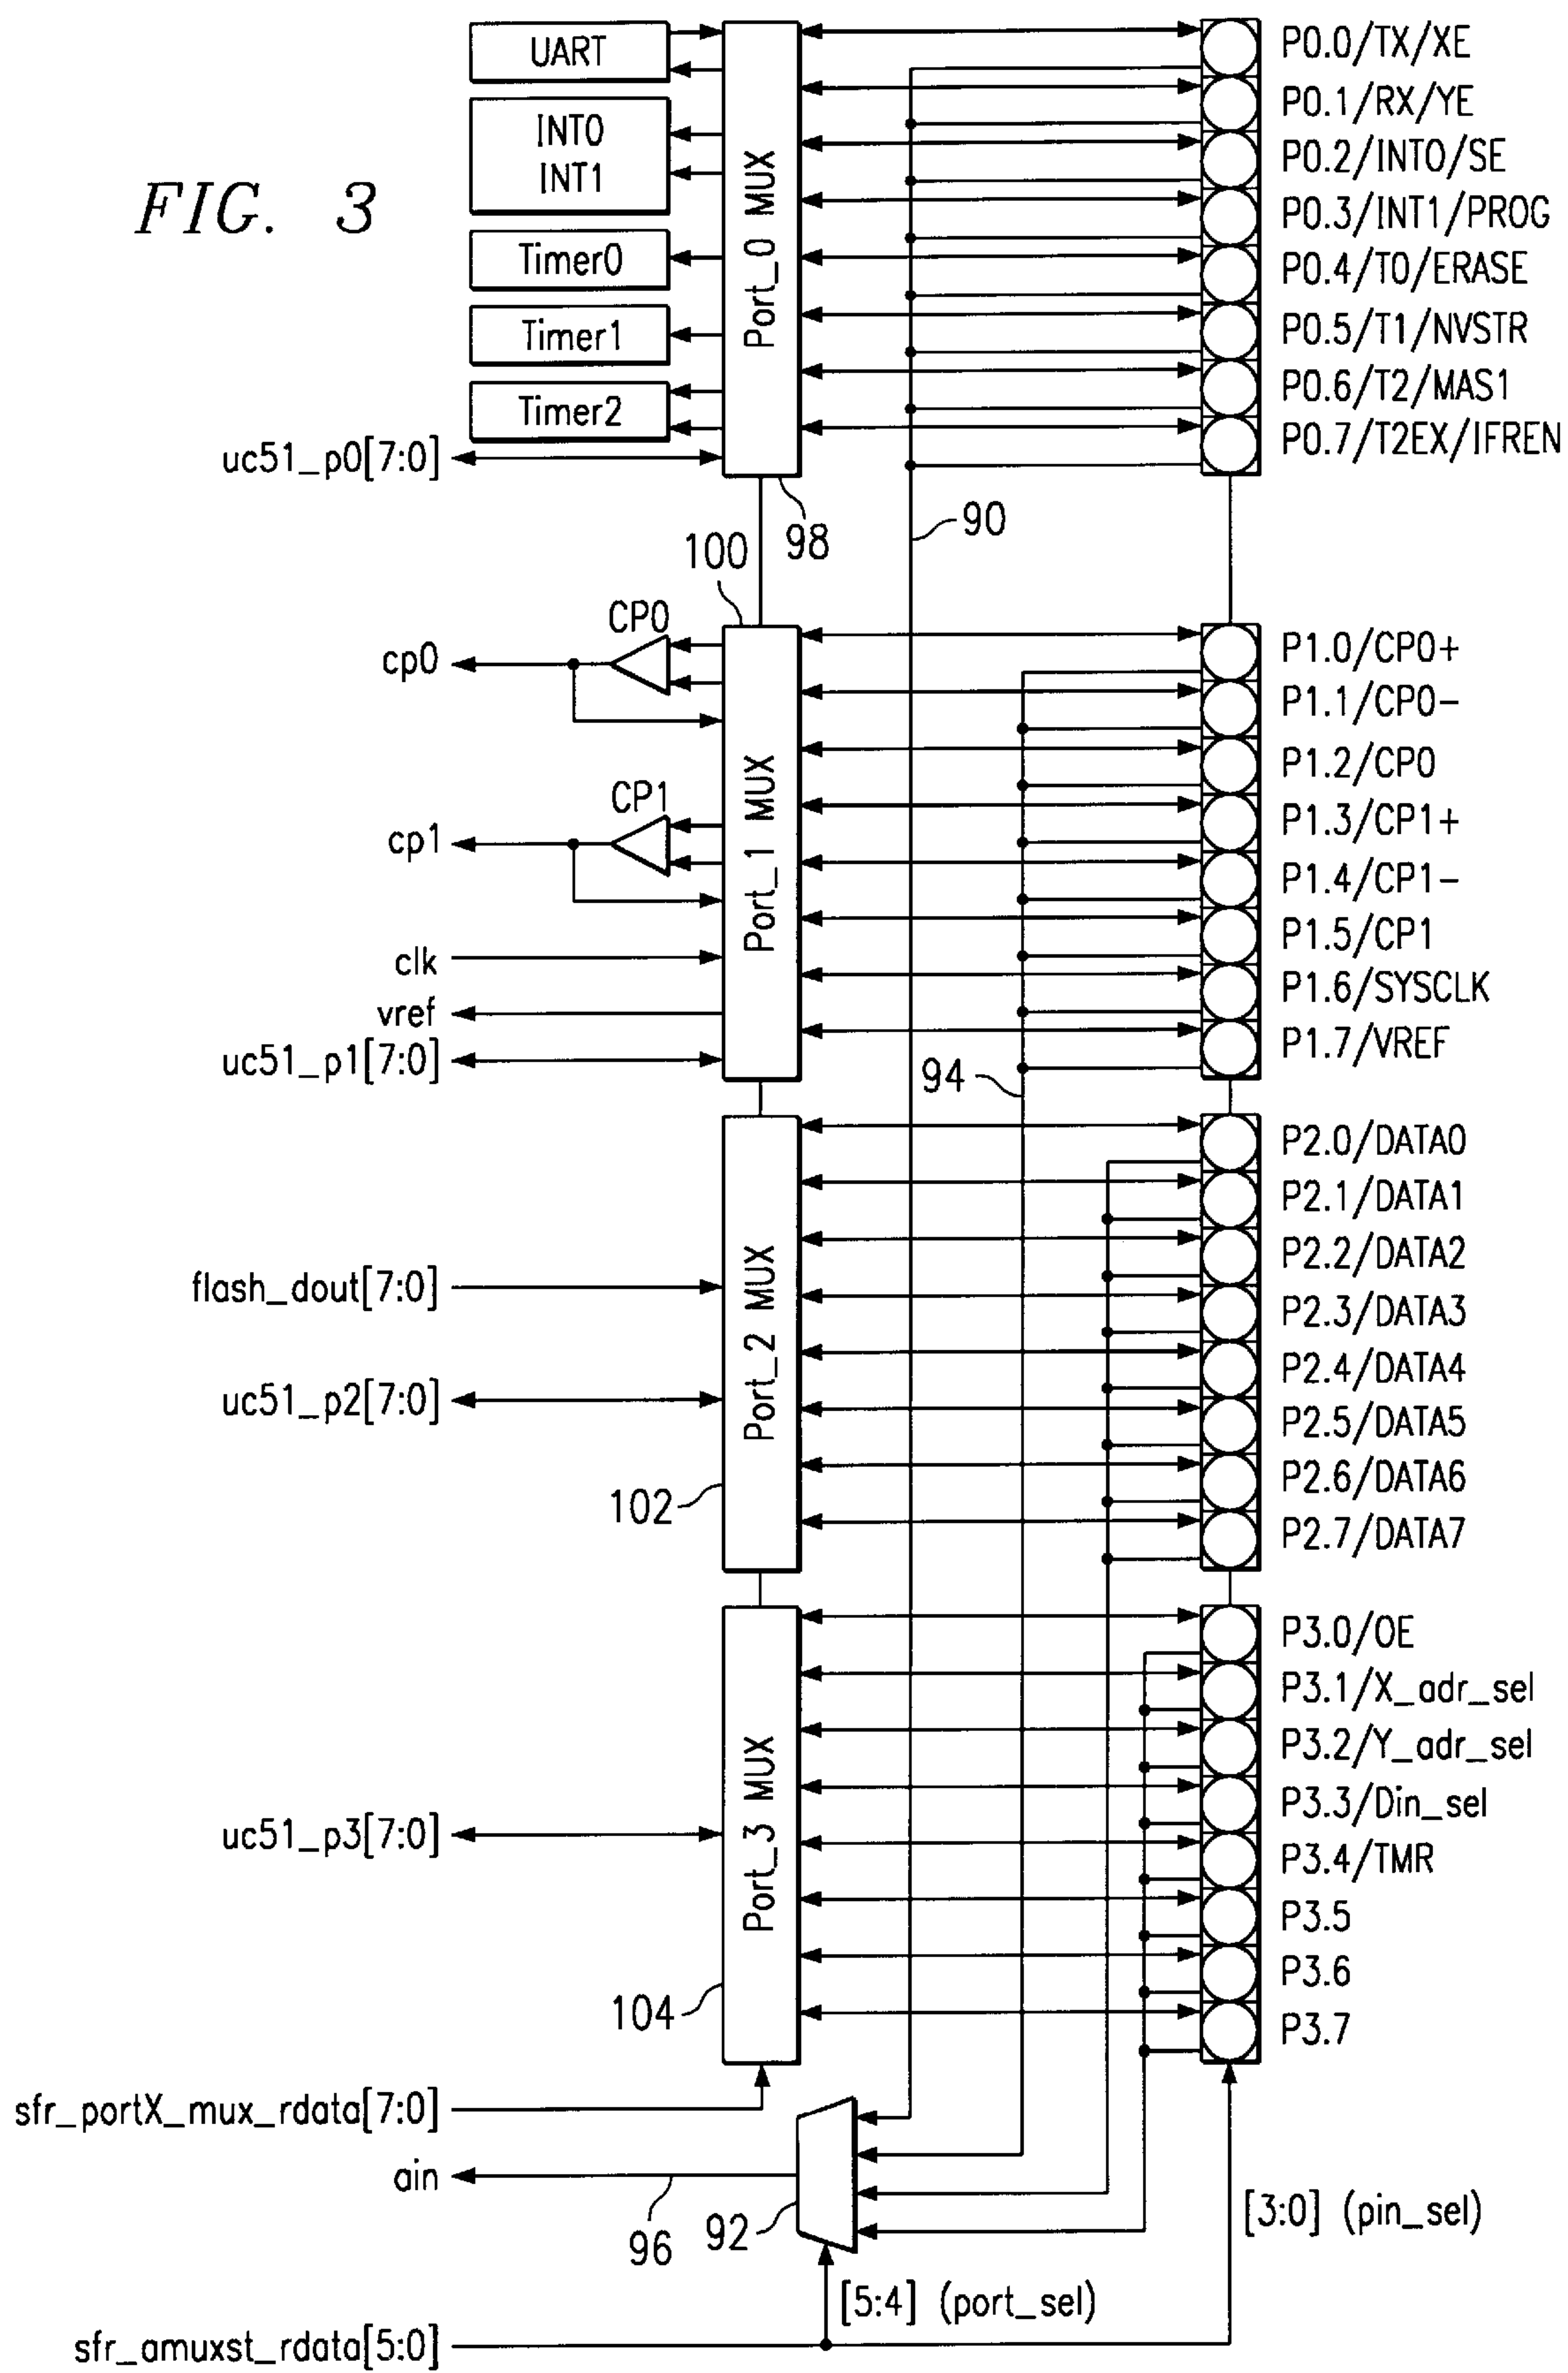 FIG. 3
UART
INT0
INT1
Timer0
Timer1
Timer2
uc51_p0[7:0]
Port_0 MUX
98
90
P0.0/TX/XE
P0.1/RX/YE
P0.2/INT0/SE
P0.3/INT1/PROG
P0.4/T0/ERASE
P0.5/T1/NVSTR
P0.6/T2/MAS1
P0.7/T2EX/IFREN
100
CP0
cp0
CP1
cp1
clk
vref
uc51_p1[7:0]
Port_1 MUX
94
P1.0/CP0+
P1.1/CP0-
P1.2/CP0
P1.3/CP1+
P1.4/CP1-
P1.5/CP1
P1.6/SYSCLK
P1.7/VREF
flash_dout[7:0]
uc51_p2[7:0]
Port_2 MUX
102
P2.0/DATA0
P2.1/DATA1
P2.2/DATA2
P2.3/DATA3
P2.4/DATA4
P2.5/DATA5
P2.6/DATA6
P2.7/DATA7
uc51_p3[7:0]
Port_3 MUX
104
P3.0/OE
P3.1/X_adr_sel
P3.2/Y_adr_sel
P3.3/Din_sel
P3.4/TMR
P3.5
P3.6
P3.7
sfr_portX_mux_rdata[7:0]
ain
96
92
[3:0] (pin_sel)
[5:4] (port_sel)
sfr_amuxst_rdata[5:0]